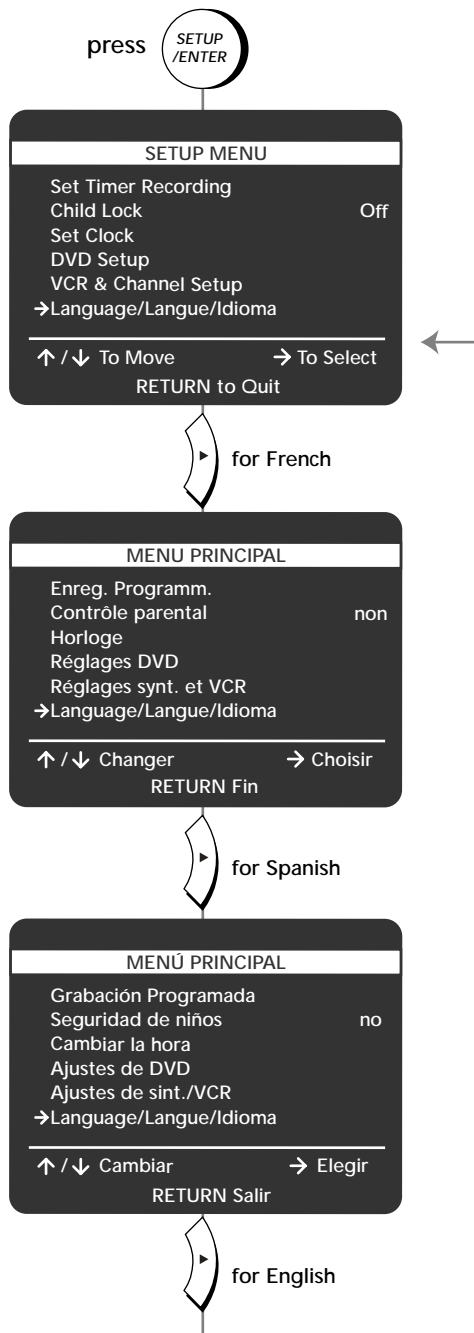 press SETUP
/ENTER
SETUP MENU
Set Timer Recording
Child Lock Off
Set Clock
DVD Setup
VCR & Channel Setup
→Language/Langue/Idioma
↑/↓ To Move → To Select
RETURN to Quit
for French
MENU PRINCIPAL
Enreg. Programm.
Contrôle parental non
Horloge
Réglages DVD
Réglages synt. et VCR
→Language/Langue/Idioma
↑/↓ Changer → Choisir
RETURN Fin
for Spanish
MENÚ PRINCIPAL
Grabación Programada
Seguridad de niños no
Cambiar la hora
Ajustes de DVD
Ajustes de sint./VCR
→Language/Langue/Idioma
↑/↓ Cambiar → Elegir
RETURN Salir
for English